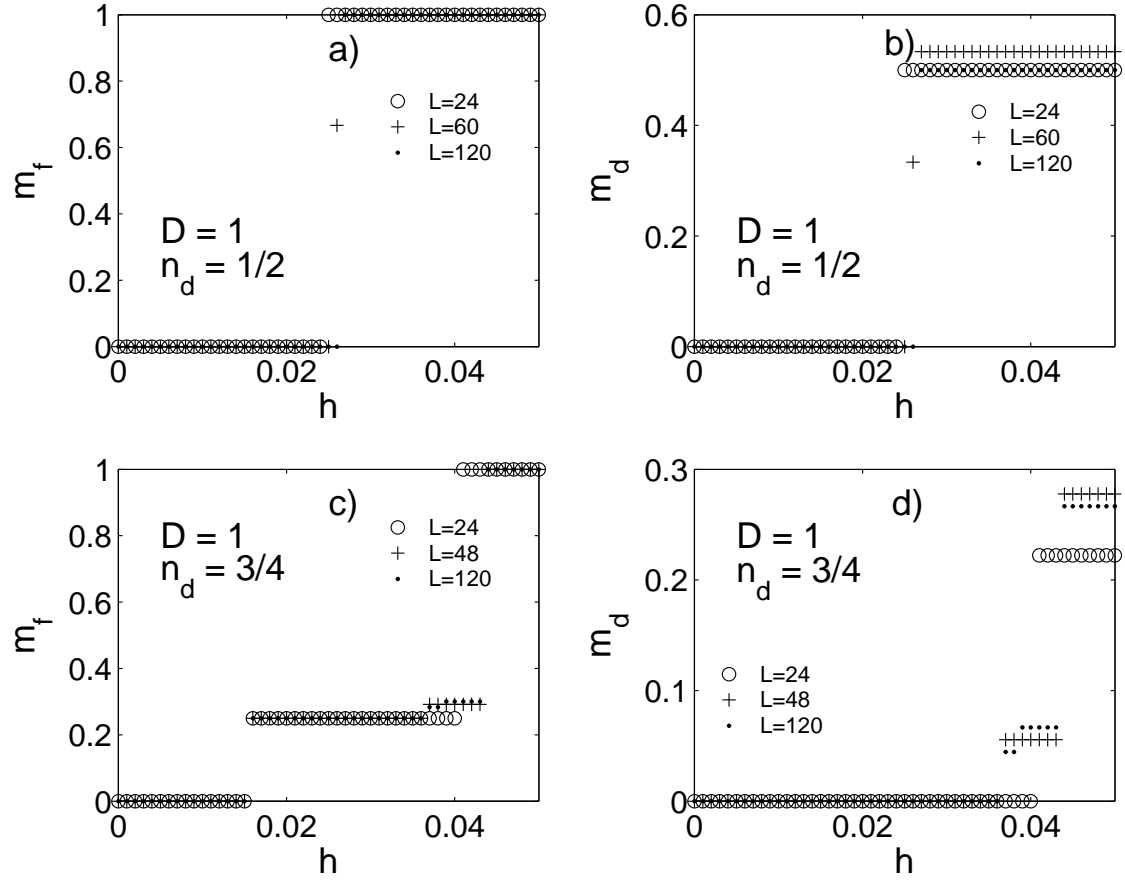 a)
1
0.8
0.6
0.4
0.2
0
m_f
L=24
L=60
L=120
D = 1
n_d = 1/2
0 0.02 0.04
h
b)
0.6
0.4
0.2
0
m_d
L=24
L=60
L=120
D = 1
n_d = 1/2
0 0.02 0.04
h
c)
1
0.8
0.6
0.4
0.2
0
m_f
D = 1
n_d = 3/4
L=24
L=48
L=120
0 0.02 0.04
h
d)
0.3
0.2
0.1
0
m_d
D = 1
n_d = 3/4
L=24
L=48
L=120
0 0.02 0.04
h